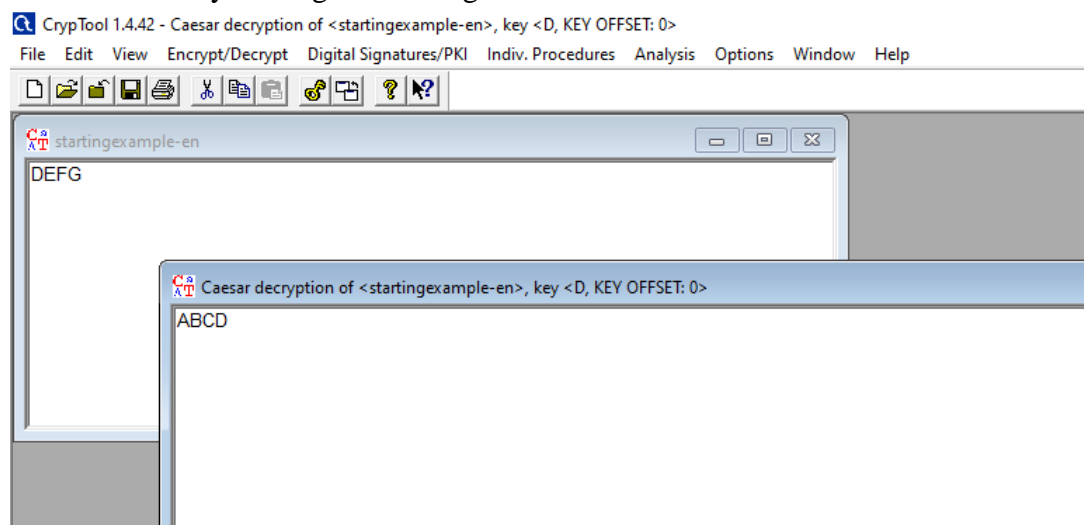 CrypTool 1.4.42 - Caesar decryption of <startingexample-en>, key <D, KEY OFFSET: 0>
File Edit View Encrypt/Decrypt Digital Signatures/PKI Indiv. Procedures Analysis Options Window Help
startingexample-en
DEFG
Caesar decryption of <startingexample-en>, key <D, KEY OFFSET: 0>
ABCD